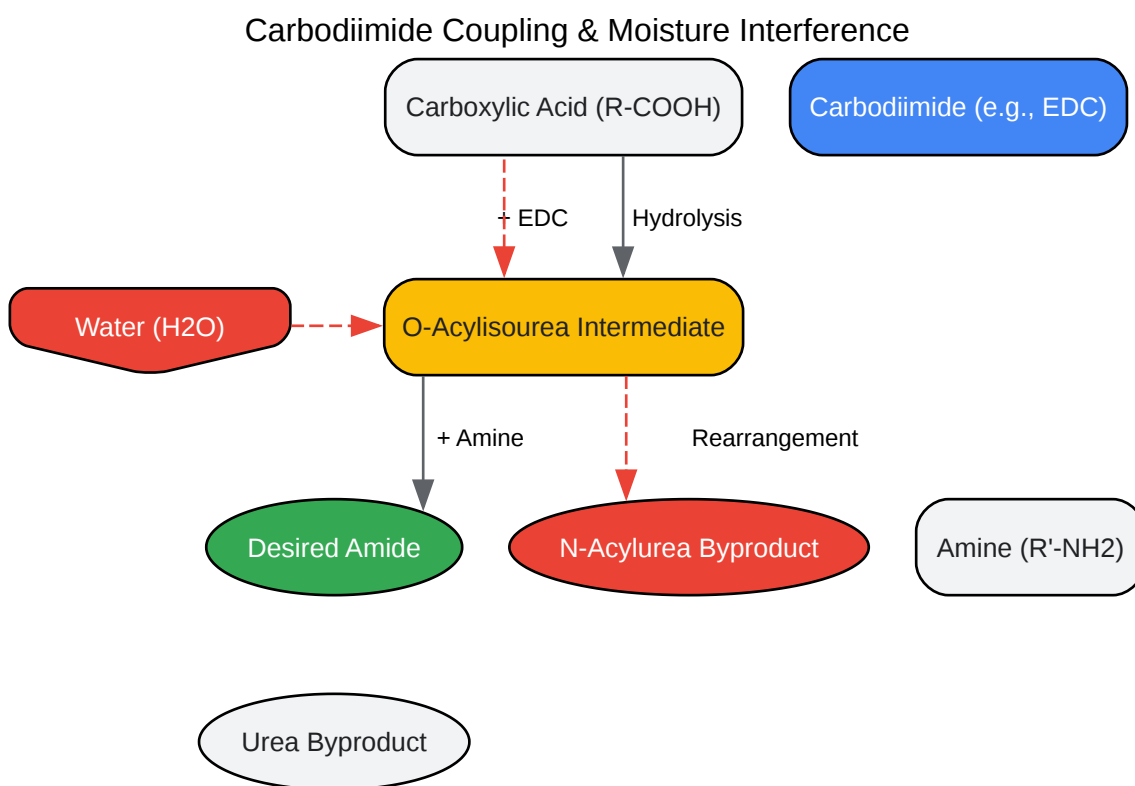 Carbodiimide Coupling & Moisture Interference
Carboxylic Acid (R-COOH)
Carbodiimide (e.g., EDC)
+ EDC
Hydrolysis
Water (H2O)
O-Acylisourea Intermediate
+ Amine
Rearrangement
Desired Amide
N-Acylurea Byproduct
Amine (R'-NH2)
Urea Byproduct